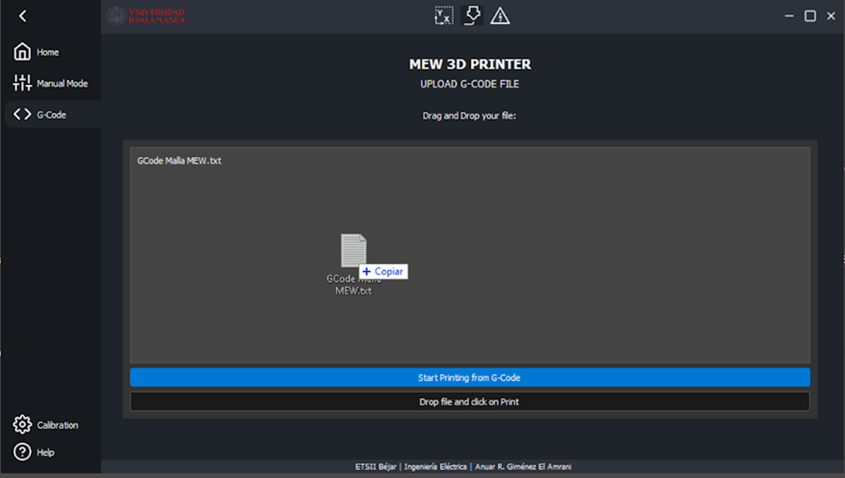 UNIVERSIDAD
D SALAMANCA
Y
X
Home
Manual Mode
G-Code
MEW 3D PRINTER
UPLOAD G-CODE FILE
Drag and Drop your file:
GCode Malla MEW.txt
+ Copiar
GCode Malla
MEW.txt
Start Printing from G-Code
Drop file and click on Print
Calibration
? Help
ETSII Béjar | Ingeniería Eléctrica | Anuar R. Giménez El Amrani